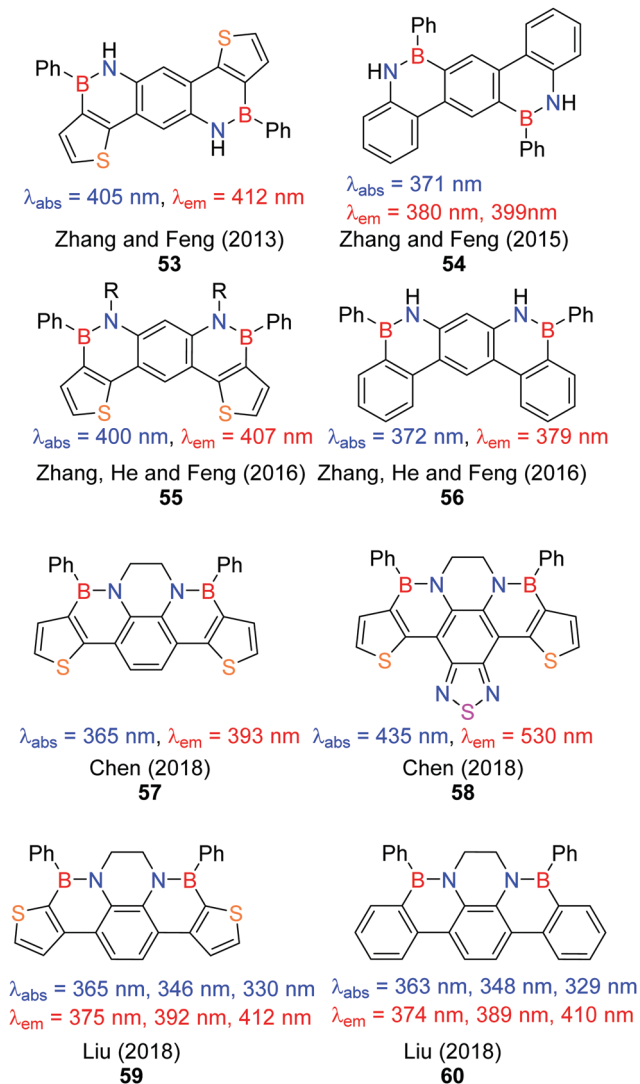 H
N
S
Ph
B
B
Ph
N
H
S
λabs = 405 nm, λem = 412 nm
Zhang and Feng (2013)
53
Ph
B
HN
NH
B
Ph
λabs = 371 nm
λem = 380 nm, 399nm
Zhang and Feng (2015)
54
R R
Ph N N Ph
B B
S S
λabs = 400 nm, λem = 407 nm
Zhang, He and Feng (2016)
55
H H
Ph N N Ph
B B
λabs = 372 nm, λem = 379 nm
Zhang, He and Feng (2016)
56
Ph Ph
B N N B
S S
λabs = 365 nm, λem = 393 nm
Chen (2018)
57
Ph Ph
B N N B
S S
N N
S
λabs = 435 nm, λem = 530 nm
Chen (2018)
58
Ph Ph
B N N B
S S
λabs = 365 nm, 346 nm, 330 nm
λem = 375 nm, 392 nm, 412 nm
Liu (2018)
59
Ph Ph
B N N B
λabs = 363 nm, 348 nm, 329 nm
λem = 374 nm, 389 nm, 410 nm
Liu (2018)
60